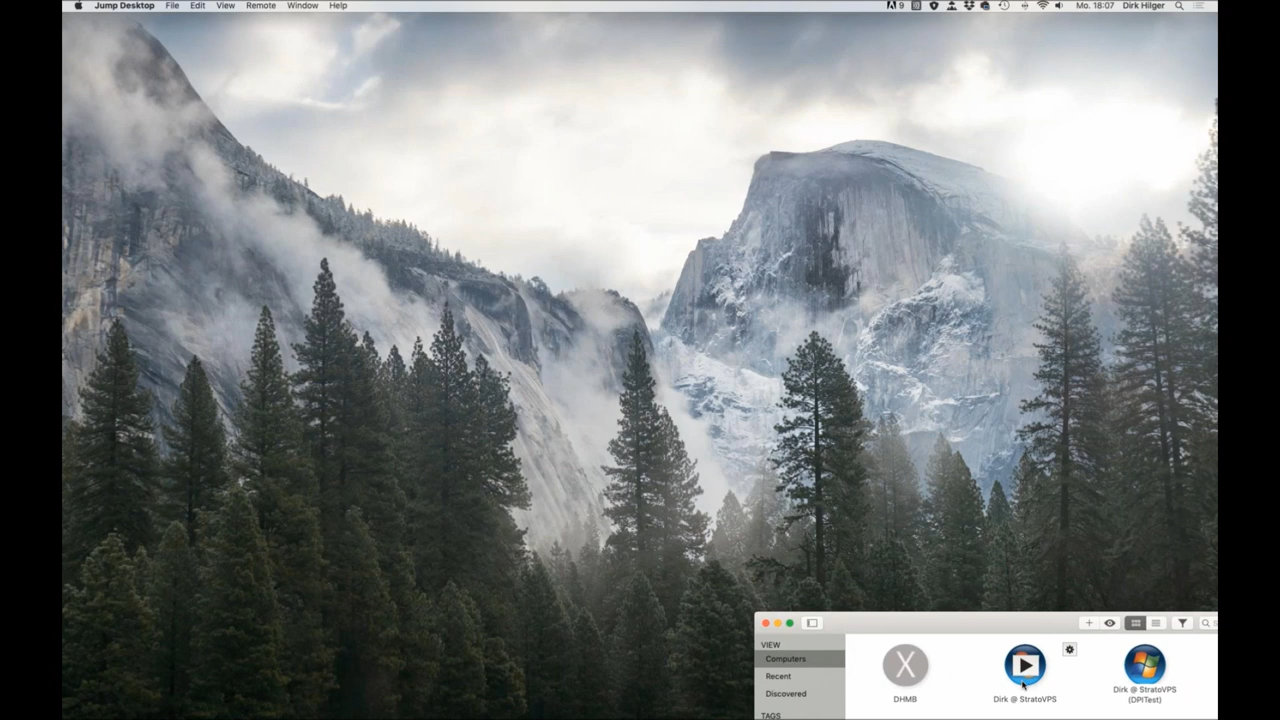 Jump Desktop File Edit View Remote Window Help 9 Mo. 18:07 Dirk Hilger
VIEW
Computers
Recent
Discovered
TAGS
X
DHMB
Dirk @ StratoVPS
Dirk @ StratoVPS
(DPITest)